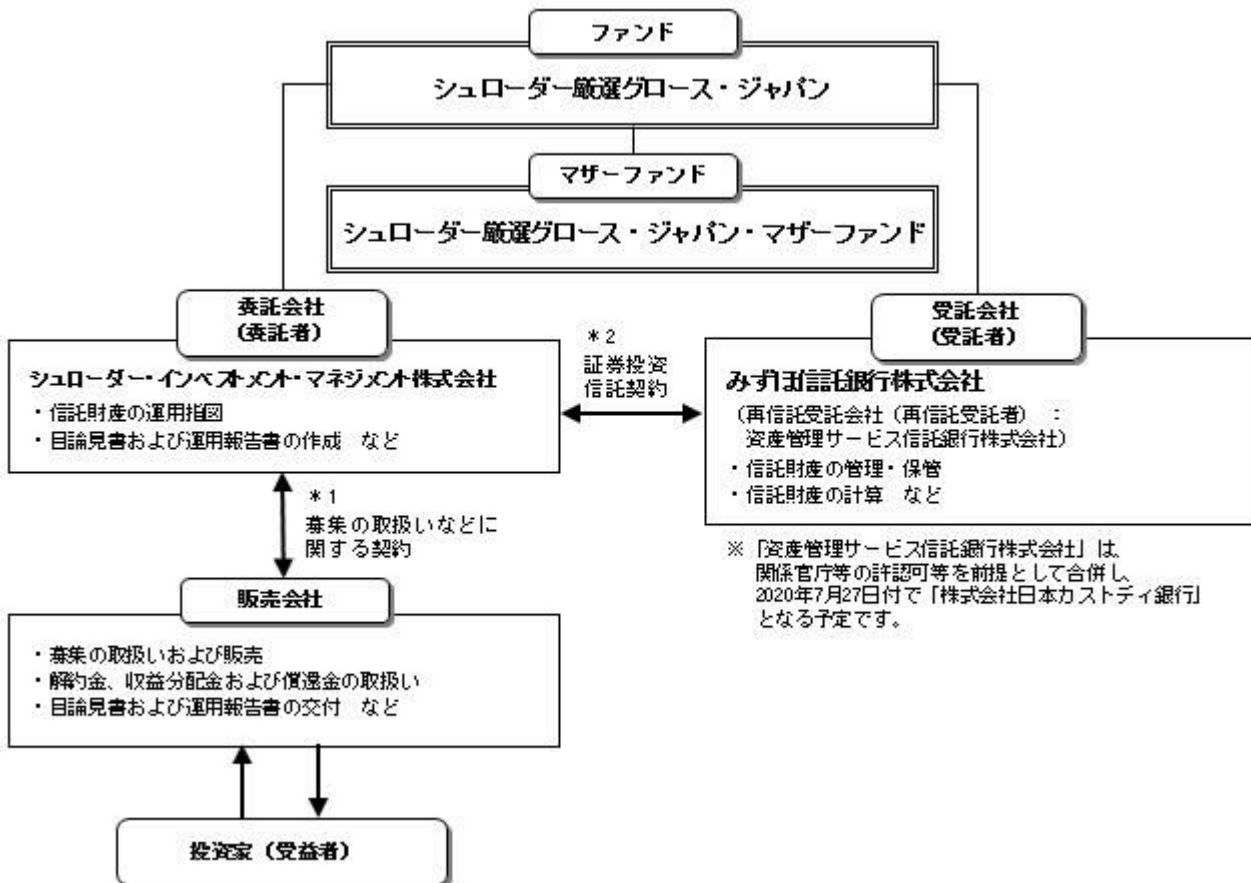 ファンド
シュローダー厳選グロース・ジャパン
マザーファンド
シュローダー厳選グロース・ジャパン・マザーファンド
委託会社
(委託者)
シュローダー・インベストメント・マネジメント株式会社
・信託財産の運用指図
・目論見書および運用報告書の作成 など
＊2
証券投資
信託契約
受託会社
(受託者)
みずほ信託銀行株式会社
（再信託受託会社（再信託受託者） ：
資産管理サービス信託銀行株式会社）
・信託財産の管理・保管
・信託財産の計算 など
※「資産管理サービス信託銀行株式会社」は、
関係官庁等の許認可等を前提として合併し、
2020年7月27日付で「株式会社日本カストディ銀行」
となる予定です。
＊1
募集の取扱いなどに
関する契約
販売会社
・募集の取扱いおよび販売
・解約金、収益分配金および償還金の取扱い
・目論見書および運用報告書の交付 など
投資家（受益者）